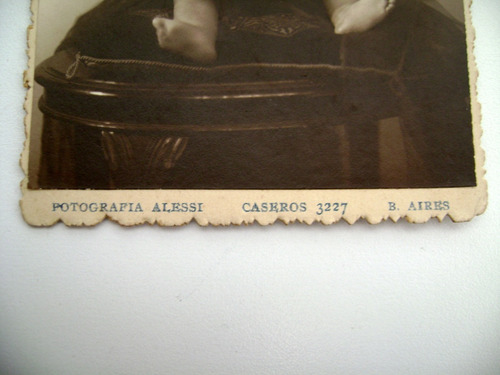 FOTOGRAFIA ALESSI CASEROS 3227 B. AIRES